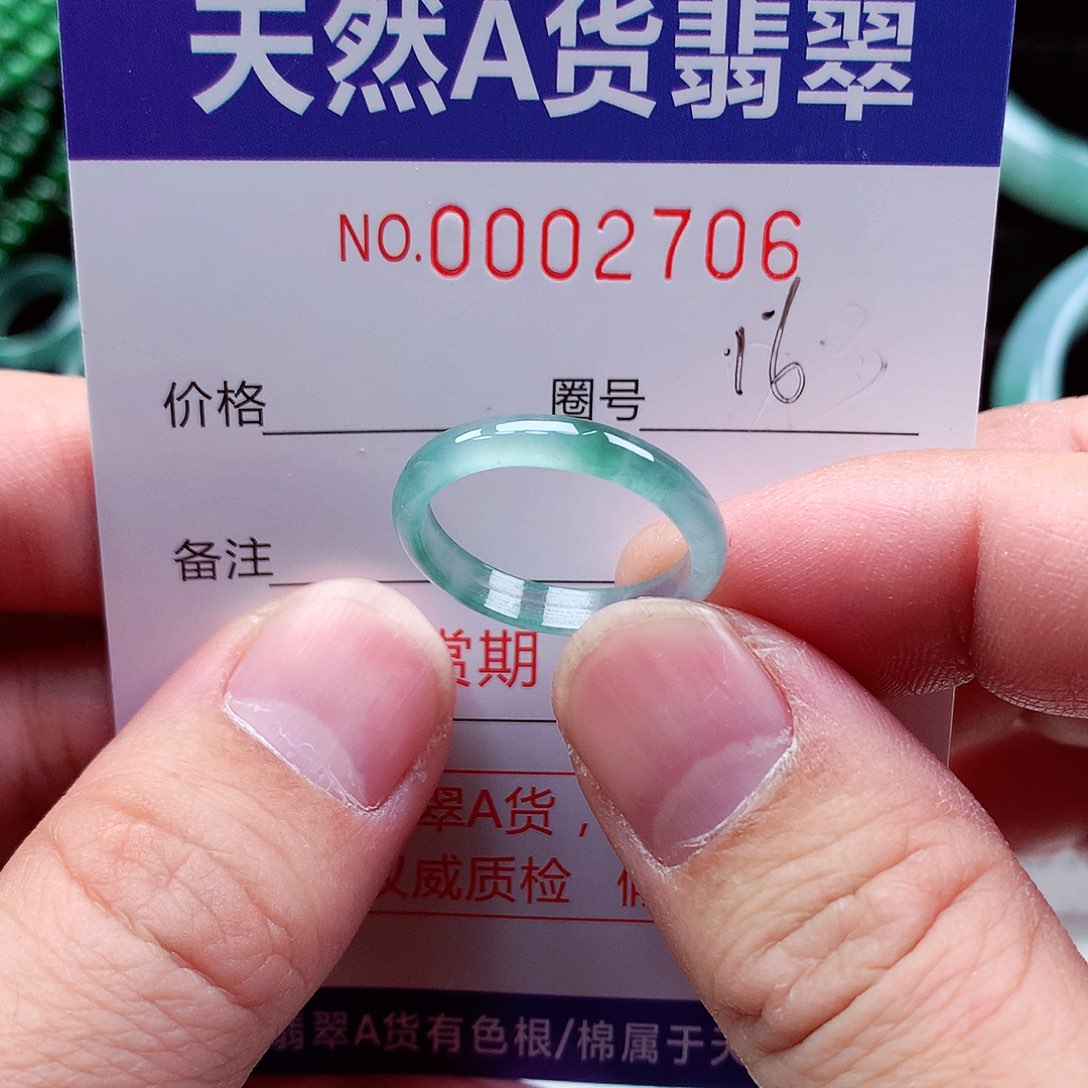 天然A货翡翠
NO.0002706
价格
圈号 16
备注
赏期
翠A货，
权威质检
翡翠A货有色根/棉属于天